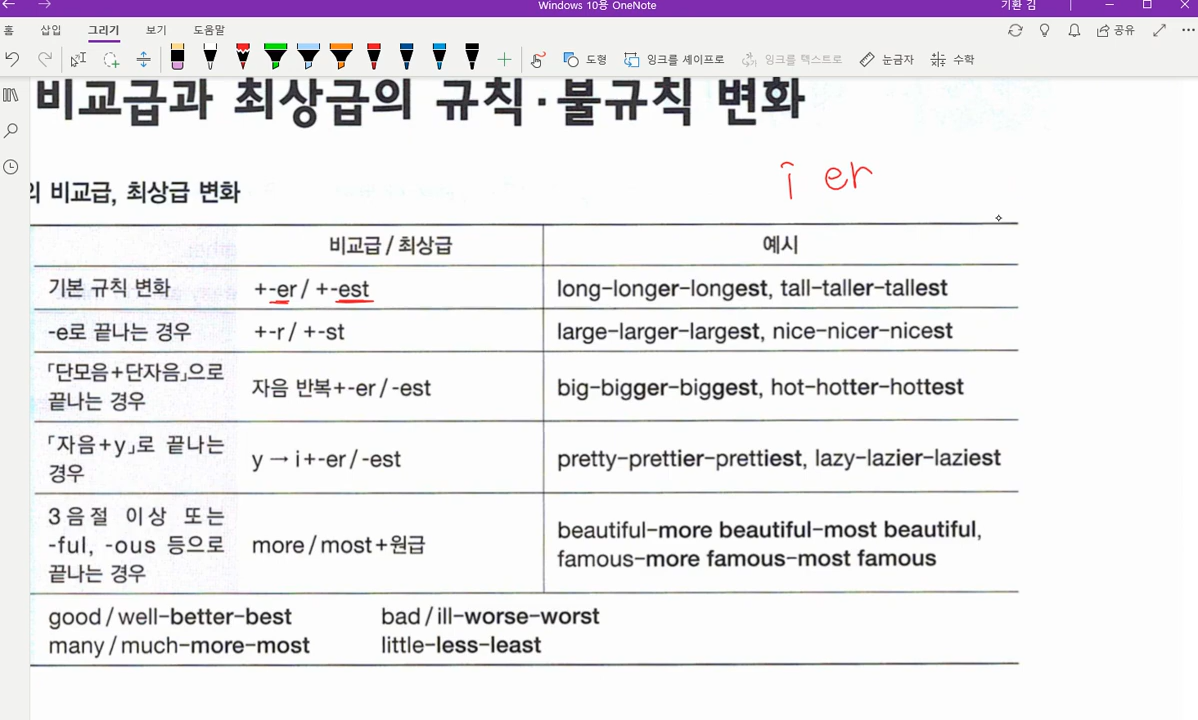 Windows 10용 OneNote
기환 김
홈 삽입 그리기 보기 도움말
공유
도형 잉크를 셰이프로 잉크를 텍스트로 눈금자 수학
비교급과 최상급의 규칙·불규칙 변화
i er
의 비교급, 최상급 변화
비교급 / 최상급 예시
기본 규칙 변화 +-er / +-est long-longer-longest, tall-taller-tallest
-e로 끝나는 경우 +-r / +-st large-larger-largest, nice-nicer-nicest
「단모음+단자음」으로
끝나는 경우 자음 반복+-er / -est big-bigger-biggest, hot-hotter-hottest
「자음+y」로 끝나는
경우 y → i+-er / -est pretty-prettier-prettiest, lazy-lazier-laziest
3음절 이상 또는
-ful, -ous 등으로
끝나는 경우 more / most+원급 beautiful-more beautiful-most beautiful,
famous-more famous-most famous
good / well-better-best bad / ill-worse-worst
many / much-more-most little-less-least